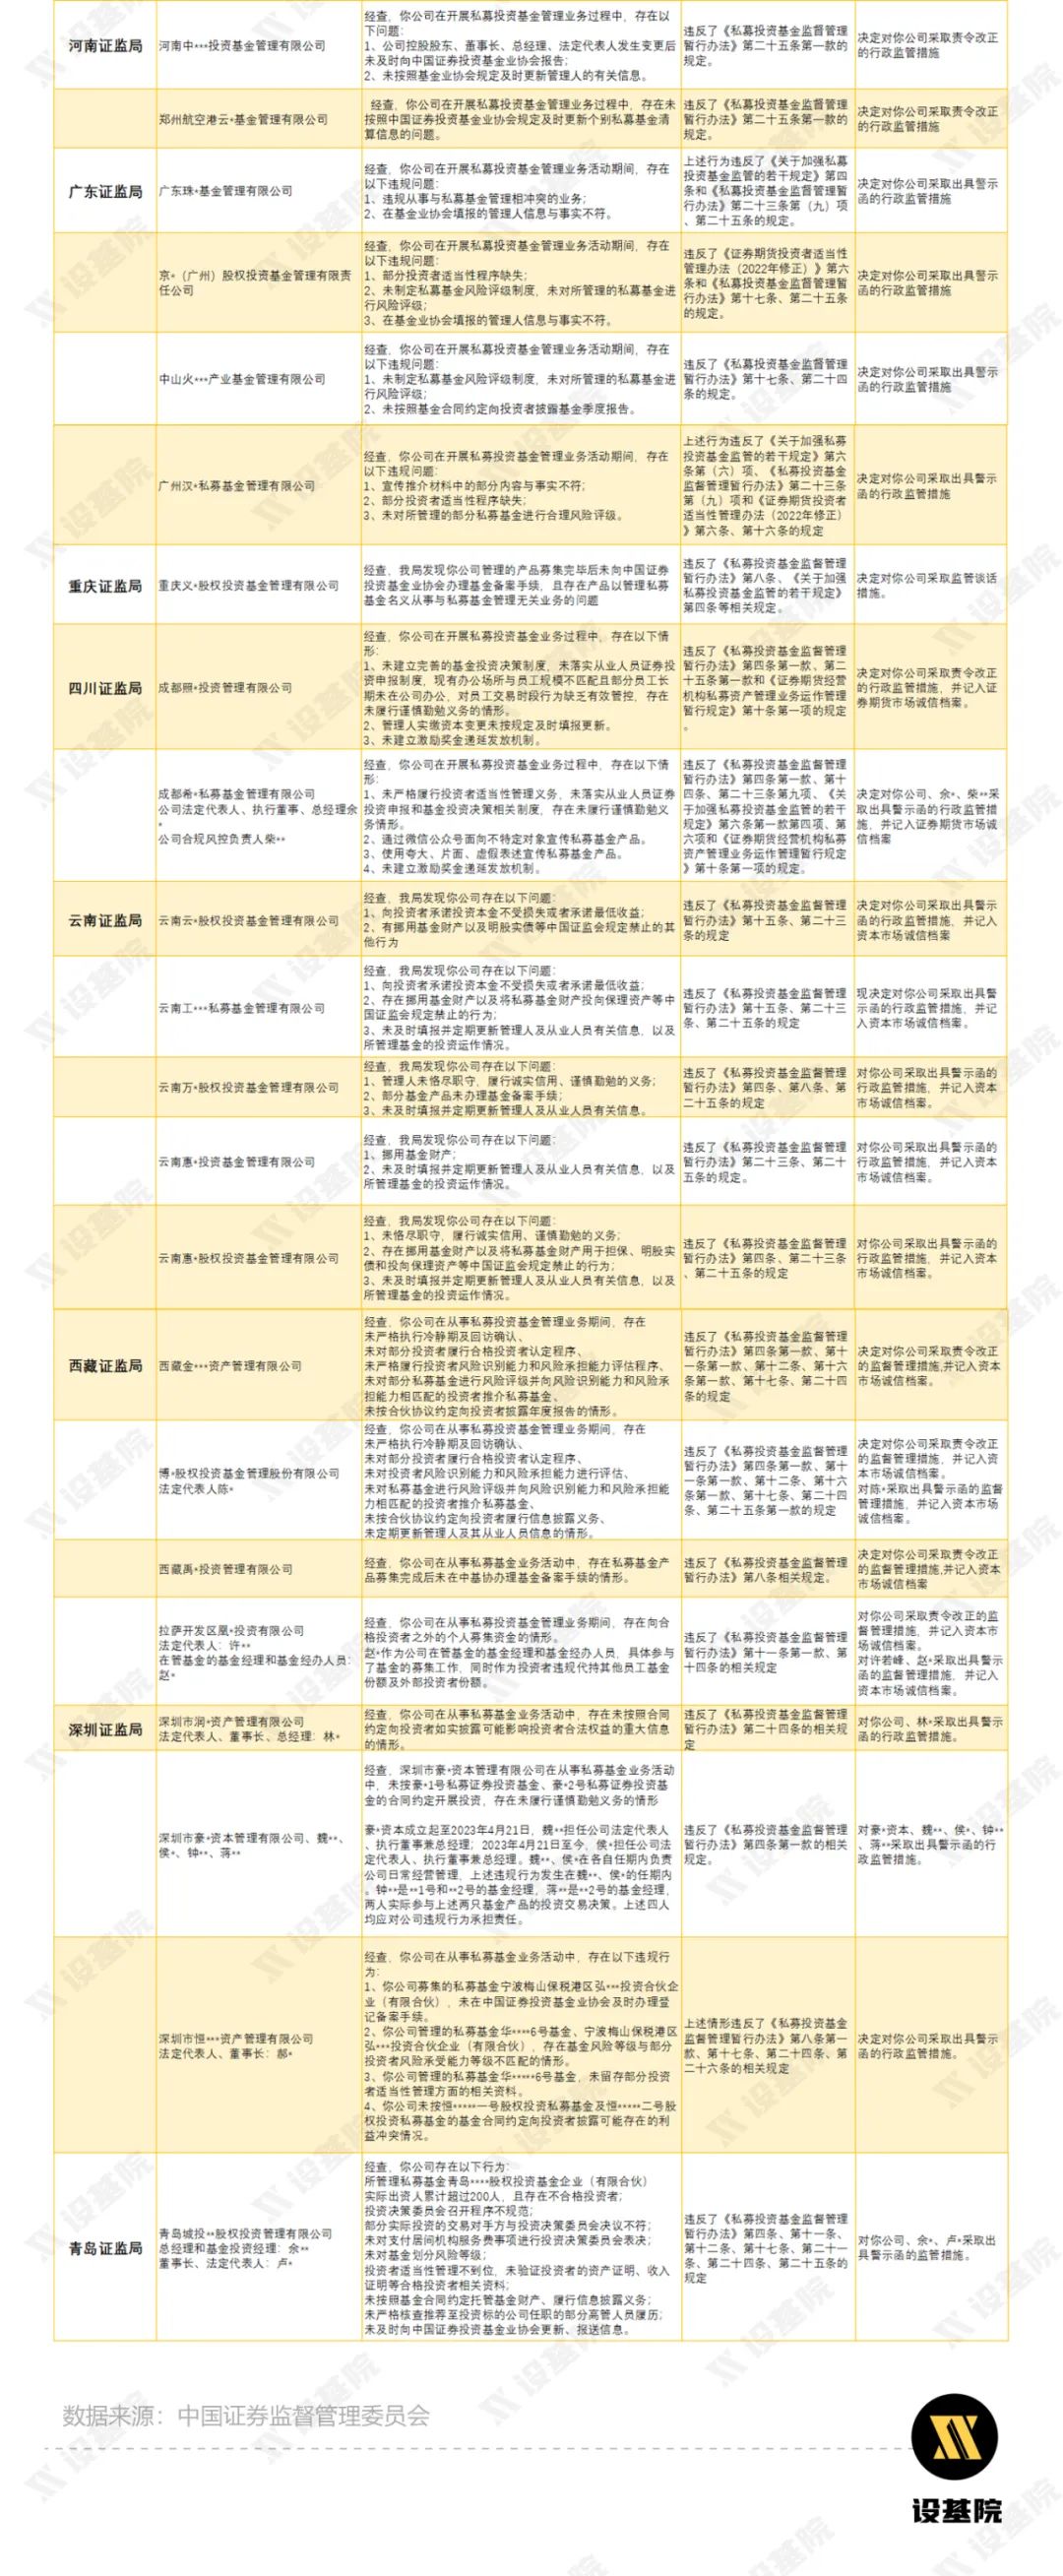 经查，你公司在开展私募投资基金管理业务过程中，存在以
下问题：
1、公司控股股东、董事长、总经理、法定代表人发生变更后
未及时向中国证券投资基金业协会报告；
2、未按照基金业协会规定及时更新管理人的有关信息。
河南证监局
河南中***投资基金管理有限公司
违反了《私募投资基金监督管理
暂行办法》第二十五条第一款的
规定。
决定对你公司采取责令改正
的行政监管措施
郑州航空港云*基金管理有限公司
经查，你公司在开展私募投资基金管理业务过程中，存在未
按照中国证券投资基金业协会规定及时更新个别私募基金清
算信息的问题。
违反了《私募投资基金监督管理
暂行办法》第二十五条第一款的
规定。
决定对你公司采取责令改正
的行政监管措施
广东证监局
广东珠*基金管理有限公司
经查，你公司在开展私募投资基金管理业务活动期间，存在
以下违规问题：
1、违规从事与私募基金管理相冲突的业务；
2、在基金业协会填报的管理人信息与事实不符。
上述行为违反了《关于加强私募
投资基金监管的若干规定》第四
条和《私募投资基金监督管理暂
行办法》第二十三条第（九）项
、第二十五条的规定。
决定对你公司采取出具警示
函的行政监管措施
京*（广州）股权投资基金管理有限责
任公司
经查，你公司在开展私募投资基金管理业务活动期间，存在
以下违规问题：
1、部分投资者适当性程序缺失；
2、未制定私募基金风险评级制度，未对所管理的私募基金进
行风险评级；
3、在基金业协会填报的管理人信息与事实不符。
违反了《证券期货投资者适当性
管理办法（2022年修正）》第六
条和《私募投资基金监督管理暂
行办法》第十七条、第二十五条
的规定。
决定对你公司采取出具警示
函的行政监管措施
中山火***产业基金管理有限公司
经查，你公司在开展私募投资基金管理业务活动期间，存在
以下违规问题：
1、未制定私募基金风险评级制度，未对所管理的私募基金进
行风险评级；
2、未按照基金合同约定向投资者披露基金季度报告。
违反了《私募投资基金监督管理
暂行办法》第十七条、第二十四
条的规定。
决定对你公司采取出具警示
函的行政监管措施
广州汉*私募基金管理有限公司
经查，你公司在开展私募投资基金管理业务活动期间，存在
以下违规问题：
1、宣传推介材料中的部分内容与事实不符；
2、部分投资者适当性程序缺失；
3、未对所管理的部分私募基金进行合理风险评级。
上述行为违反了《关于加强私募
投资基金监管的若干规定》第六
条第（六）项、《私募投资基金
监督管理暂行办法》第二十三条
第（九）项和《证券期货投资者
适当性管理办法（2022年修正）
》第六条、第十六条的规定
决定对你公司采取出具警示
函的行政监管措施
重庆证监局
重庆义*股权投资基金管理有限公司
经查，我局发现你公司管理的产品募集完毕后未向中国证券
投资基金业协会办理基金备案手续，且存在产品以管理私募
基金名义从事与私募基金管理无关业务的问题
违反了《私募投资基金监督管理
暂行办法》第八条、《关于加强
私募投资基金监管的若干规定》
第四条等相关规定。
决定对你公司采取监管谈话
措施。
四川证监局
成都照*投资管理有限公司
经查，你公司在开展私募投资基金业务过程中，存在以下情
形：
1、未建立完善的基金投资决策制度，未落实从业人员证券投
资申报制度，现有办公场所与员工规模不匹配且部分员工长
期未在公司办公，对员工交易时段行为缺乏有效管控，存在
未履行谨慎勤勉义务的情形。
2、管理人实缴资本变更未按规定及时填报更新。
3、未建立激励奖金递延发放机制。
违反了《私募投资基金监督管理
暂行办法》第四条第一款、第二
十五条第一款和《证券期货经营
机构私募资产管理业务运作管理
暂行规定》第十条第一项的规定
。
决定对你公司采取责令改正
的行政监管措施，并记入证
券期货市场诚信档案。
成都希*私募基金管理有限公司
公司法定代表人、执行董事、总经理余
*
公司合规风控负责人柴**
经查，你公司在开展私募投资基金业务过程中，存在以下情
形：
1、未严格履行投资者适当性管理义务，未落实从业人员证券
投资申报和基金投资决策相关制度，存在未履行谨慎勤勉义
务情形。
2、通过微信公众号面向不特定对象宣传私募基金产品。
3、使用夸大、片面、虚假表述宣传私募基金产品。
4、未建立激励奖金递延发放机制。
违反了《私募投资基金监督管理
暂行办法》第四条第一款、第十
四条、第二十三条第九项、《关
于加强私募投资基金监管的若干
规定》第六条第一款第四项、第
六项和《证券期货经营机构私募
资产管理业务运作管理暂行规定
》第十条第一项的规定。
决定对你公司、余*、柴**采
取出具警示函的行政监管措
施，并记入证券期货市场诚
信档案
云南证监局
云南云*股权投资基金管理有限公司
经查，我局发现你公司存在以下问题：
1、向投资者承诺投资本金不受损失或者承诺最低收益；
2、有挪用基金财产以及明股实债等中国证监会规定禁止的其
他行为
违反了《私募投资基金监督管理
暂行办法》第十五条、第二十三
条的规定
决定对你公司采取出具警示
函的行政监管措施，并记入
资本市场诚信档案
云南工***私募基金管理有限公司
经查，我局发现你公司存在以下问题：
1、向投资者承诺投资本金不受损失或者承诺最低收益；
2、存在挪用基金财产以及将私募基金财产投向保理资产等中
国证监会规定禁止的行为；
3、未及时填报并定期更新管理人及从业人员有关信息，以及
所管理基金的投资运作情况。
违反了《私募投资基金监督管理
暂行办法》第十五条、第二十三
条、第二十五条的规定
现决定对你公司采取出具警
示函的行政监管措施，并记
入资本市场诚信档案。
云南万*股权投资基金管理有限公司
经查，我局发现你公司存在以下问题：
1、管理人未恪尽职守，履行诚实信用、谨慎勤勉的义务；
2、部分基金产品未办理基金备案手续；
3、未及时填报并定期更新管理人及从业人员有关信息。
违反了《私募投资基金监督管理
暂行办法》第四条、第八条、第
二十五条的规定
对你公司采取出具警示函的
行政监管措施，并记入资本
市场诚信档案。
云南惠*投资基金管理有限公司
经查，我局发现你公司存在以下问题：
1、挪用基金财产；
2、未及时填报并定期更新管理人及从业人员有关信息，以及
所管理基金的投资运作情况。
违反了《私募投资基金监督管理
暂行办法》第二十三条、第二十
五条的规定。
对你公司采取出具警示函的
行政监管措施，并记入资本
市场诚信档案。
云南惠*股权投资基金管理有限公司
经查，我局发现你公司存在以下问题：
1、未恪尽职守，履行诚实信用、谨慎勤勉的义务；
2、存在挪用基金财产以及将私募基金财产用于担保、明股实
债和投向保理资产等中国证监会规定禁止的行为；
3、未及时填报并定期更新管理人及从业人员有关信息，以及
所管理基金的投资运作情况。
违反了《私募投资基金监督管理
暂行办法》第四条、第二十三条
、第二十五条的规定
对你公司采取出具警示函的
行政监管措施，并记入资本
市场诚信档案。
西藏证监局
西藏金***资产管理有限公司
经查，你公司在从事私募投资基金管理业务期间，存在
未严格执行冷静期及回访确认、
未对部分投资者履行合格投资者认定程序、
未严格履行投资者风险识别能力和风险承担能力评估程序、
未对部分私募基金进行风险评级并向风险识别能力和风险承
担能力相匹配的投资者推介私募基金、
未按合伙协议约定向投资者披露年度报告的情形。
违反了《私募投资基金监督管理
暂行办法》第四条第一款、第十
一条第一款、第十二条、第十六
条第一款、第十七条、第二十四
条的规定
决定对你公司采取责令改正
的监督管理措施,并记入资本
市场诚信档案。
博*股权投资基金管理股份有限公司
法定代表人陈*
经查，你公司在从事私募投资基金管理业务期间，存在
未严格执行冷静期及回访确认、
未对部分投资者履行合格投资者认定程序、
未对投资者风险识别能力和风险承担能力进行评估、
未对私募基金进行风险评级并向风险识别能力和风险承担能
力相匹配的投资者推介私募基金、
未按合伙协议约定向投资者履行信息披露义务、
未定期更新管理人及其从业人员信息的情形。
违反了《私募投资基金监督管理
暂行办法》第四条第一款、第十
一条第一款、第十二条、第十六
条第一款、第十七条、第二十四
条、第二十五条第一款的规定
决定对你公司采取责令改正
的监督管理措施，并记入资
本市场诚信档案。
对陈*采取出具警示函的监督
管理措施，并记入资本市场
诚信档案。
西藏禹*投资管理有限公司
经查，你公司在从事私募基金业务活动中，存在私募基金产
品募集完成后未在中基协办理基金备案手续的情形。
违反了《私募投资基金监督管理
暂行办法》第八条相关规定。
决定对你公司采取责令改正
的监督管理措施,并记入资本
市场诚信档案
拉萨开发区凰*投资有限公司
法定代表人：许**
在管基金的基金经理和基金经办人员：
赵*
经查，你公司在从事私募投资基金管理业务期间，存在向合
格投资者之外的个人募集资金的情形。
赵*作为公司在管基金的基金经理和基金经办人员，具体参与
了基金的募集工作，同时作为投资者违规代持其他员工基金
份额及外部投资者份额。
违反了《私募投资基金监督管理
暂行办法》第十一条第一款、第
十四条的相关规定
对你公司采取责令改正的监
督管理措施，并记入资本市
场诚信档案。
对许若峰、赵*采取出具警示
函的监督管理措施，并记入
资本市场诚信档案。
深圳证监局
深圳市润*资产管理有限公司
法定代表人、董事长、总经理：林*
经查，你公司在从事私募基金业务活动中，存在未按照合同
约定向投资者如实披露可能影响投资者合法权益的重大信息
的情形。
违反了《私募投资基金监督管理
暂行办法》第二十四条的相关规
定
对你公司、林*采取出具警示
函的行政监管措施。
深圳市豪*资本管理有限公司、魏**、
侯*、钟**、蒋**
经查，深圳市豪*资本管理有限公司在从事私募基金业务活动
中，未按豪*1号私募证券投资基金、豪*2号私募证券投资基
金的合同约定开展投资，存在未履行谨慎勤勉义务的情形
豪*资本成立起至2023年4月21日，魏**担任公司法定代表人
、执行董事兼总经理；2023年4月21日至今，侯*担任公司法
定代表人、执行董事兼总经理。魏**、侯*在各自任期内负责
公司日常经营管理，上述违规行为发生在魏**、侯*的任期内
。钟**是**1号和**2号的基金经理，蒋**是**2号的基金经理，
两人实际参与上述两只基金产品的投资交易决策。上述四人
均应对公司违规行为承担责任。
违反了《私募投资基金监督管理
暂行办法》第四条第一款的相关
规定。
对豪*资本、魏**、侯*、钟**
、蒋**采取出具警示函的行
政监管措施。
深圳市恒***资产管理有限公司
法定代表人、董事长：郝*
经查，你公司在从事私募基金业务活动中，存在以下违规行
为：
1、你公司募集的私募基金宁波梅山保税港区弘***投资合伙企
业（有限合伙），未在中国证券投资基金业协会及时办理登
记备案手续。
2、你公司管理的私募基金华****6号基金、宁波梅山保税港区
弘***投资合伙企业（有限合伙），存在基金风险等级与部分
投资者风险承受能力等级不匹配的情形。
3、你公司管理的私募基金华*****6号基金，未留存部分投资
者适当性管理方面的相关资料。
4、你公司未按恒*****一号股权投资私募基金及恒*****二号股
权投资私募基金的基金合同约定向投资者披露可能存在的利
益冲突情况。
上述情形违反了《私募投资基金
监督管理暂行办法》第八条第一
款、第十七条、第二十四条、第
二十六条的相关规定
决定对你公司采取出具警示
函的行政监管措施。
青岛证监局
青岛城投**股权投资管理有限公司
总经理和基金投资经理：余**
董事长、法定代表人：卢*
经查，你公司存在以下行为：
所管理私募基金青岛****股权投资基金企业（有限合伙）
实际出资人累计超过200人，且存在不合格投资者；
投资决策委员会召开程序不规范；
部分实际投资的交易对手方与投资决策委员会决议不符；
未对支付居间机构服务费事项进行投资决策委员会表决；
未对基金划分风险等级；
投资者适当性管理不到位，未验证投资者的资产证明、收入
证明等合格投资者相关资料；
未按照基金合同约定托管基金财产、履行信息披露义务；
未严格核查推荐至投资标的公司任职的部分高管人员履历；
未及时向中国证券投资基金业协会更新、报送信息。
违反了《私募投资基金监督管理
暂行办法》第四条、第十一条、
第十二条、第十七条、第二十一
条、第二十四条、第二十五条的
规定
对你公司、余*、卢*采取出
具警示函的监管措施。
数据来源：中国证券监督管理委员会
设基院